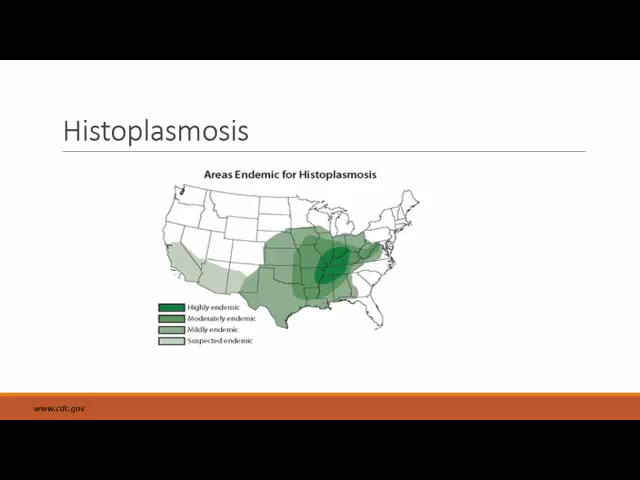 Histoplasmosis
Areas Endemic for Histoplasmosis
Highly endemic
Moderately endemic
Mildly endemic
Suspected endemic
www.cdc.gov